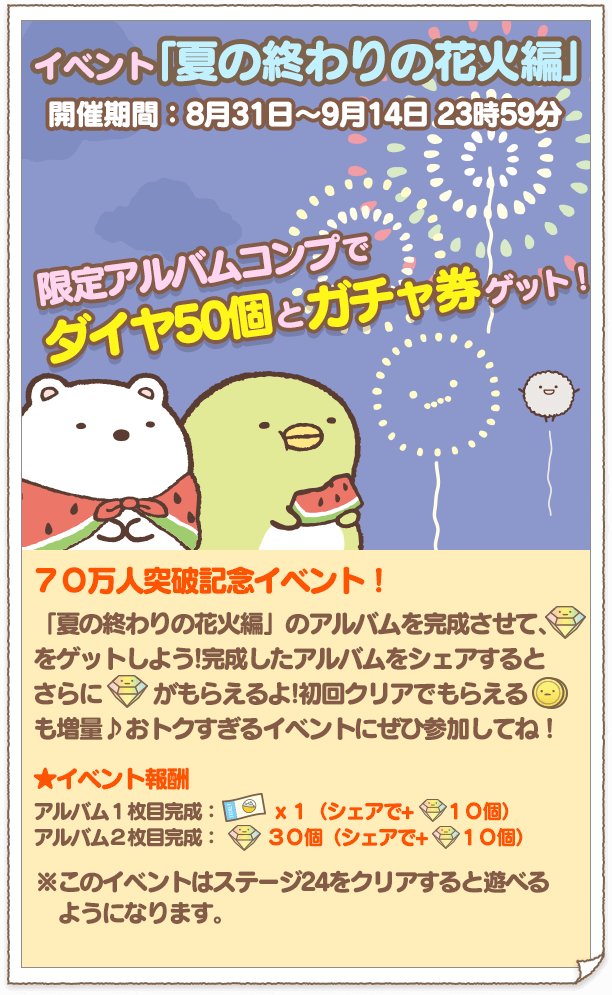 イベント「夏の終わりの花火編」
開催期間：8月31日～9月14日 23時59分
限定アルバムコンプで
ダイヤ50個とガチャ券ゲット！
７０万人突破記念イベント！
「夏の終わりの花火編」のアルバムを完成させて、
をゲットしよう!完成したアルバムをシェアすると
さらに がもらえるよ!初回クリアでもらえる
も増量♪おトクすぎるイベントにぜひ参加してね！
★イベント報酬
アルバム１枚目完成： x１（シェアで+ １０個）
アルバム２枚目完成： ３０個（シェアで+ １０個）
※このイベントはステージ24をクリアすると遊べる
ようになります。